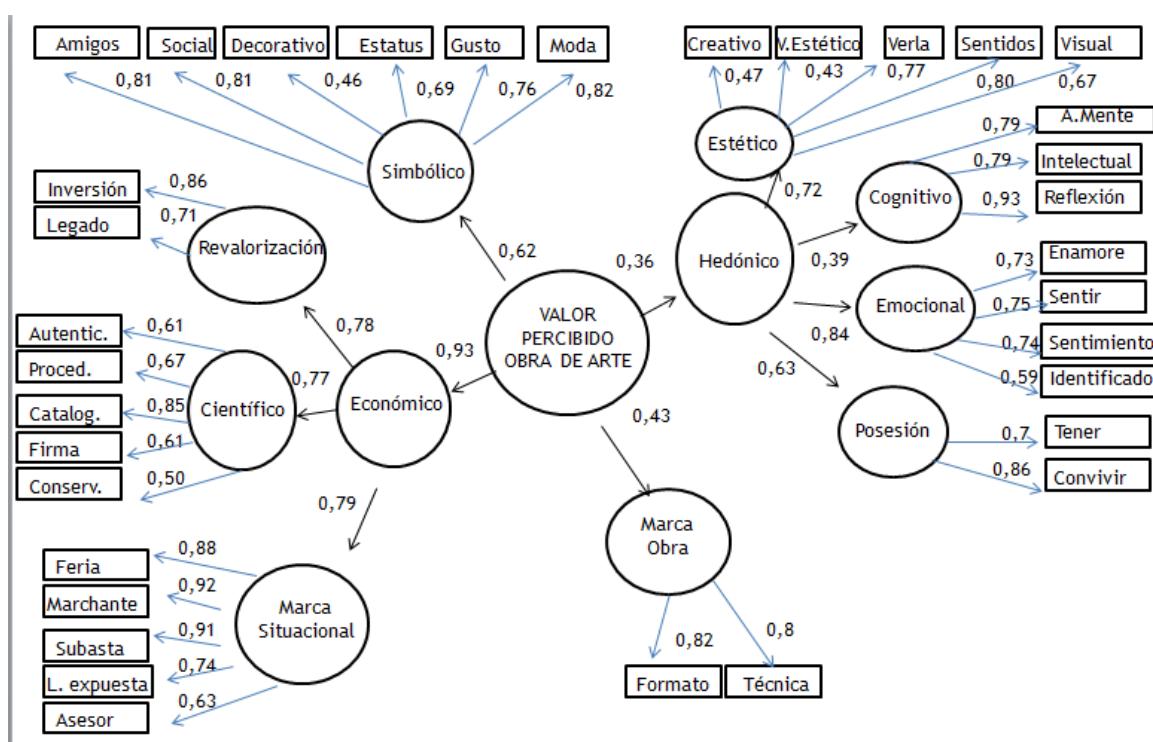 Amigos Social Decorativo Estatus Gusto Moda
Creativo V.Estético Verla Sentidos Visual
0,81 0,81 0,46 0,69 0,76 0,82
0,47 0,43 0,77 0,80 0,67
Simbólico
Estético
0,79 A.Mente
0,79 Intelectual
0,93 Reflexión
Cognitivo
0,72
Inversión 0,86
Legado 0,71
Revalorización
0,62
0,36
Hedónico
0,39
0,73 Enamore
0,75 Sentir
0,74 Sentimiento
0,59 Identificado
Emocional
0,84
0,63
VALOR
PERCIBIDO
OBRA DE ARTE
0,78
0,93
Autentic. 0,61
Proced. 0,67
Catalog. 0,85
Firma 0,61
Conserv. 0,50
Científico
0,77
Económico
0,43
Posesión
0,7 Tener
0,86 Convivir
0,79
Marca
Obra
0,82 0,8
Formato Técnica
Feria 0,88
Marchante 0,92
Subasta 0,91
L. expuesta 0,74
Asesor 0,63
Marca
Situacional